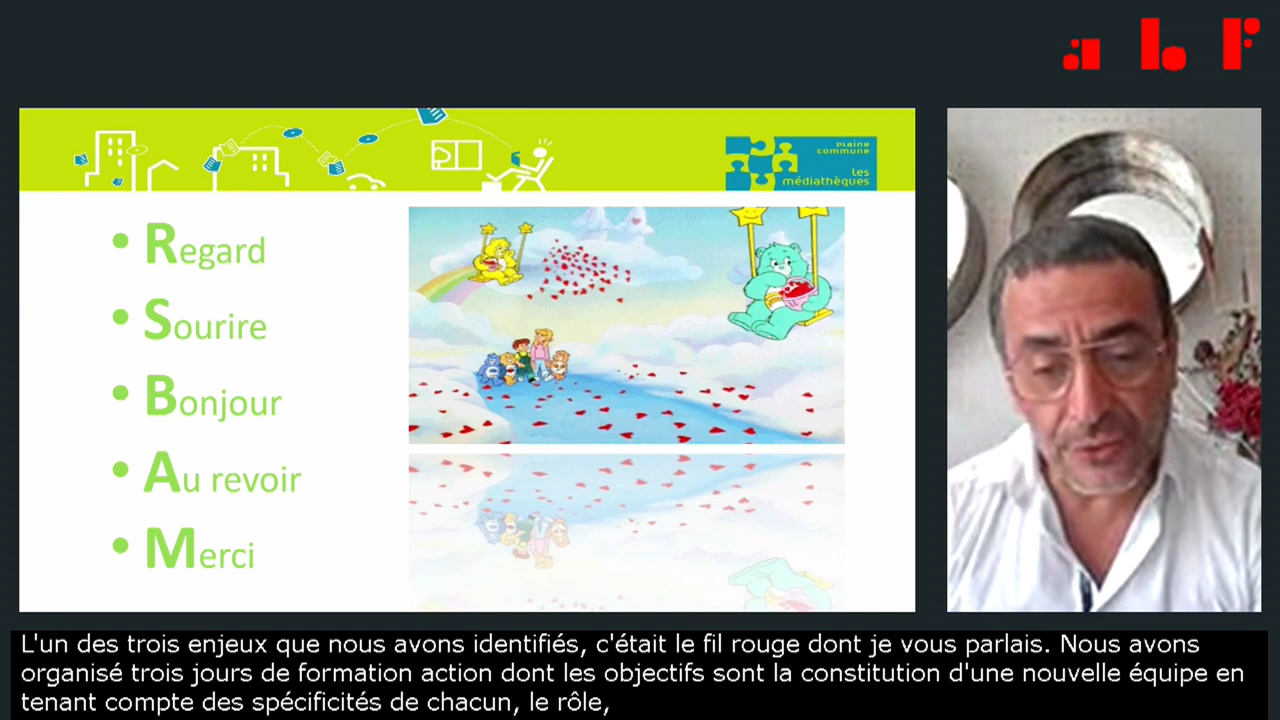 abf
plaine
commune
les
médiathèques
• Regard
• Sourire
• Bonjour
• Au revoir
• Merci
L'un des trois enjeux que nous avons identifiés, c'était le fil rouge dont je vous parlais. Nous avons
organisé trois jours de formation action dont les objectifs sont la constitution d'une nouvelle équipe en
tenant compte des spécificités de chacun, le rôle,